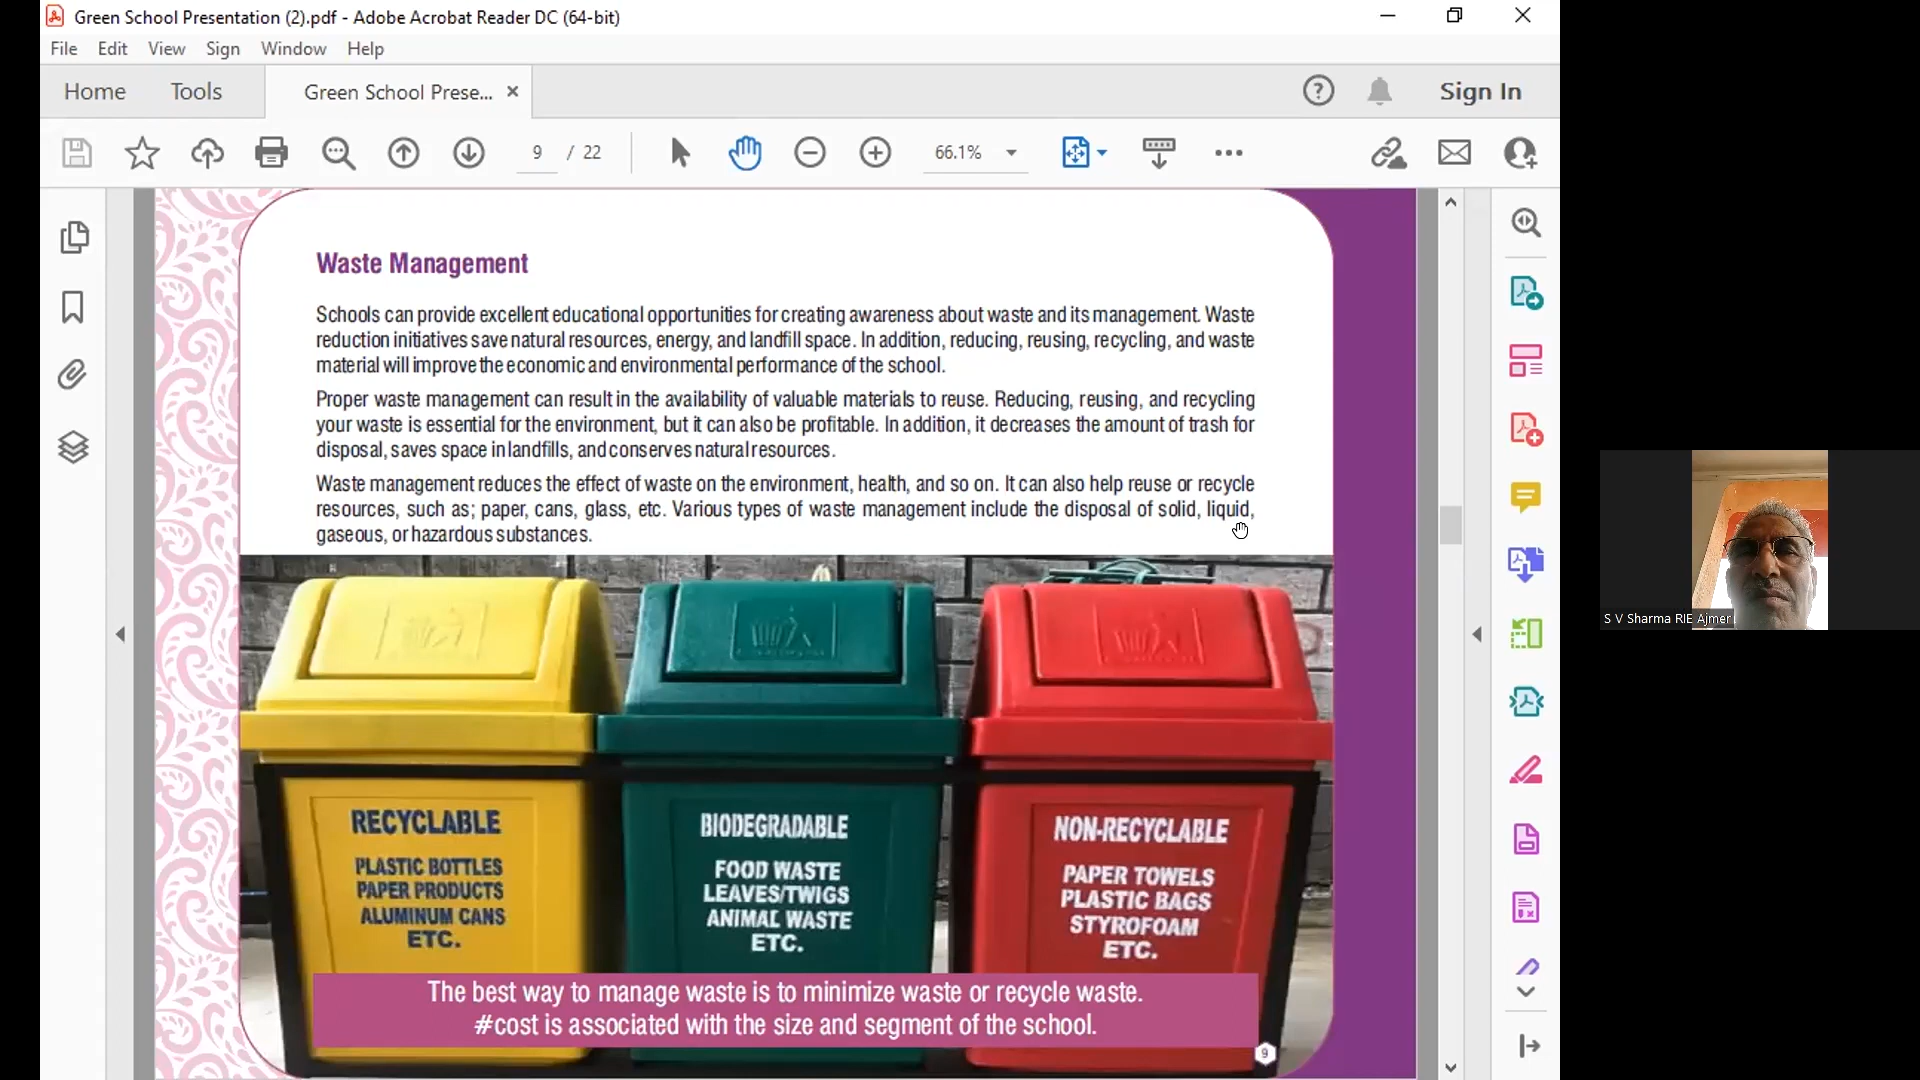 Green School Presentation (2).pdf - Adobe Acrobat Reader DC (64-bit)
File Edit View Sign Window Help
Home Tools Green School Prese... × Sign In
9 / 22 66.1%
Waste Management
Schools can provide excellent educational opportunities for creating awareness about waste and its management. Waste
reduction initiatives save natural resources, energy, and landfill space. In addition, reducing, reusing, recycling, and waste
material will improve the economic and environmental performance of the school.
Proper waste management can result in the availability of valuable materials to reuse. Reducing, reusing, and recycling
your waste is essential for the environment, but it can also be profitable. In addition, it decreases the amount of trash for
disposal, saves space in landfills, and conserves natural resources.
Waste management reduces the effect of waste on the environment, health, and so on. It can also help reuse or recycle
resources, such as; paper, cans, glass, etc. Various types of waste management include the disposal of solid, liquid,
gaseous, or hazardous substances.
RECYCLABLE
PLASTIC BOTTLES
PAPER PRODUCTS
ALUMINUM CANS
ETC.
BIODEGRADABLE
FOOD WASTE
LEAVES/TWIGS
ANIMAL WASTE
ETC.
NON-RECYCLABLE
PAPER TOWELS
PLASTIC BAGS
STYROFOAM
ETC.
The best way to manage waste is to minimize waste or recycle waste.
#cost is associated with the size and segment of the school.
9
S V Sharma RIE Ajmer